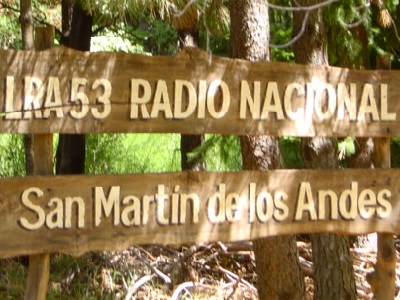 LRA53 RADIO NACIONAL
San Martín de los Andes